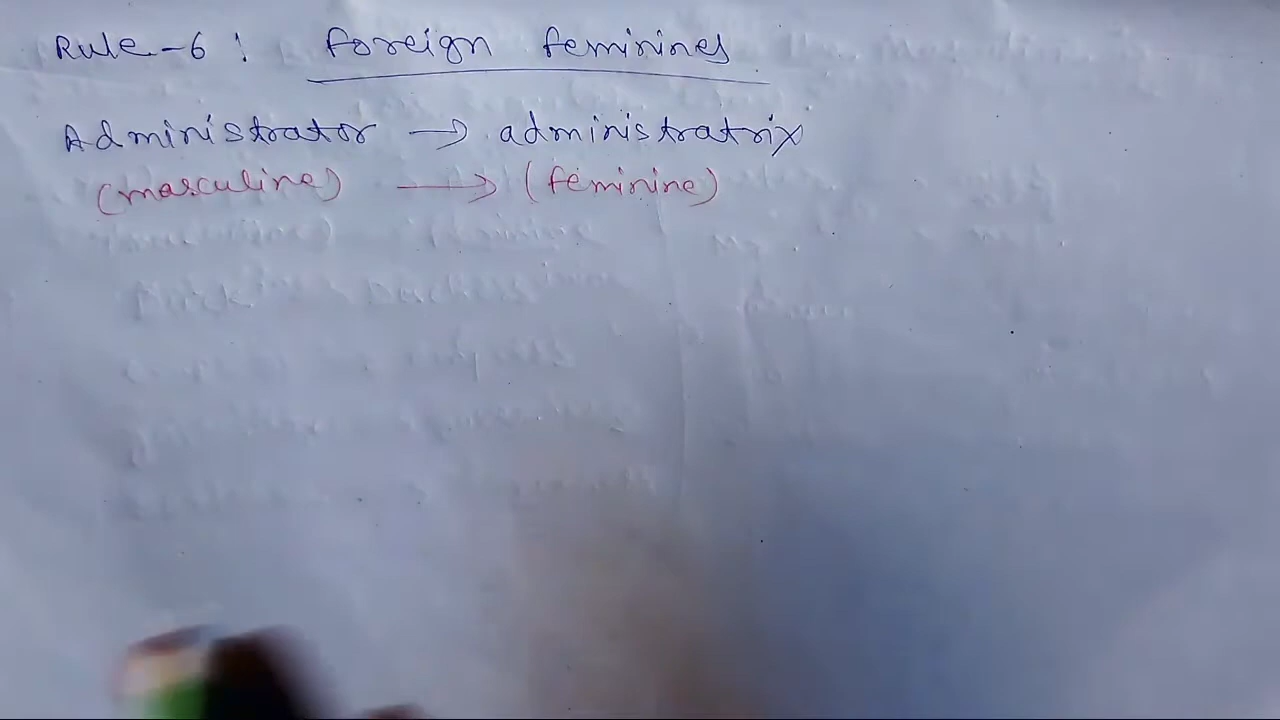 Rule-6: Foreign feminines
Administrator → administratrix
(masculine) → (feminine)